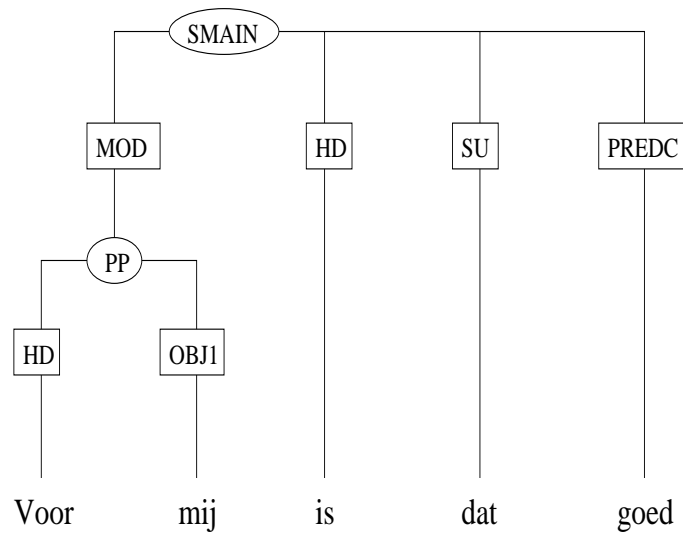 SMAIN
MOD HD SU PREDC
PP
HD OBJ1
Voor mij is dat goed